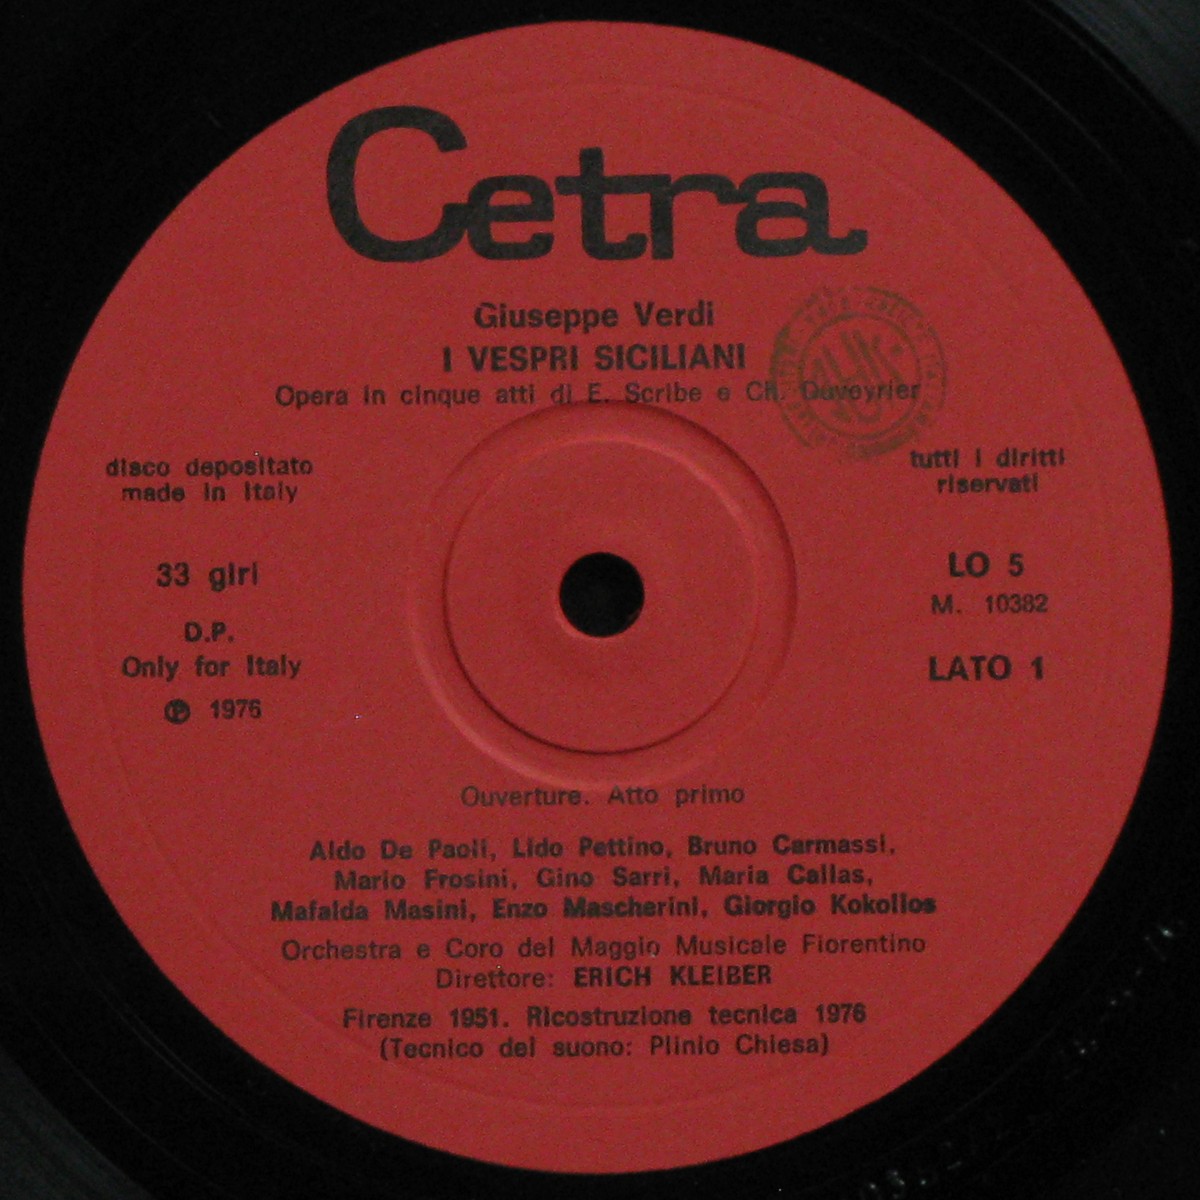 Cetra
Giuseppe Verdi
I VESPRI SICILIANI
Opera in cinque atti di E. Scribe e Ch. Duveyrier
disco depositato
made in Italy
tutti i diritti
riservati
33 giri
LO 5
M. 10382
D.P.
Only for Italy
LATO 1
℗ 1976
Ouverture. Atto primo
Aldo De Paoli, Lido Pettino, Bruno Carmassi,
Mario Frosini, Gino Sarri, Maria Callas,
Mafalda Masini, Enzo Mascherini, Giorgio Kokolios
Orchestra e Coro del Maggio Musicale Fiorentino
Direttore: ERICH KLEIBER
Firenze 1951. Ricostruzione tecnica 1976
(Tecnico del suono: Plinio Chiesa)